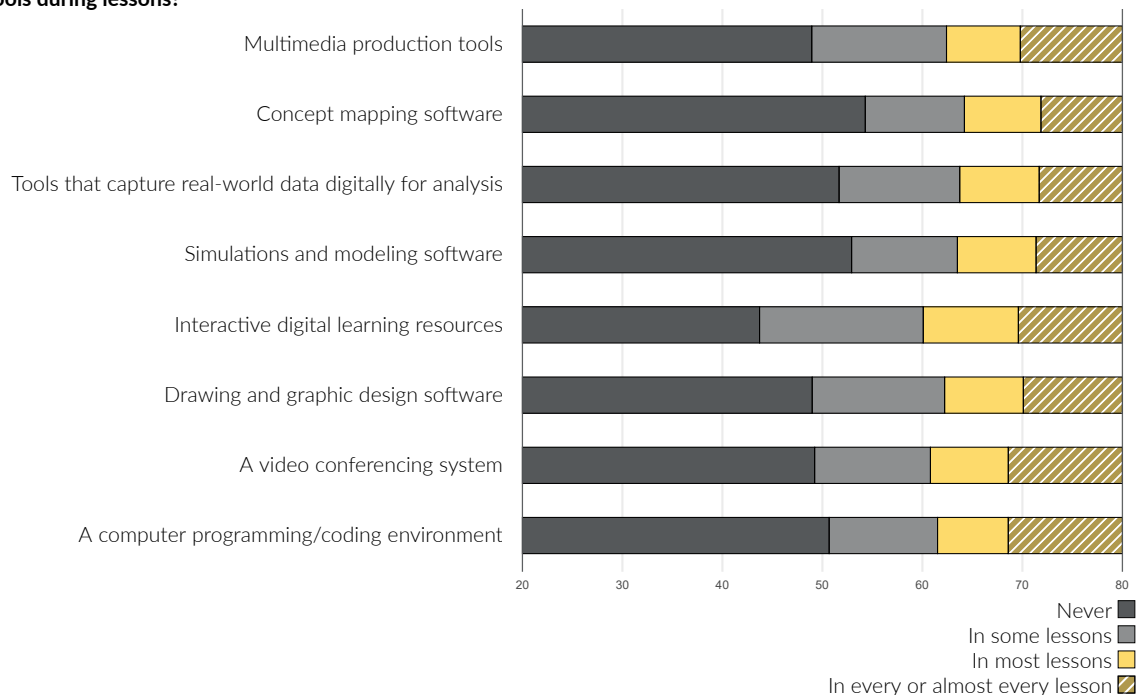 ools during lessons?
Multimedia production tools
Concept mapping software
Tools that capture real-world data digitally for analysis
Simulations and modeling software
Interactive digital learning resources
Drawing and graphic design software
A video conferencing system
A computer programming/coding environment
20 30 40 50 60 70 80
Never
In some lessons
In most lessons
In every or almost every lesson